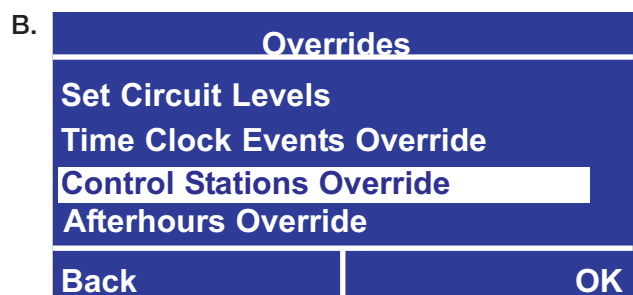 B.
Overrides
Set Circuit Levels
Time Clock Events Override
Control Stations Override
Afterhours Override
Back OK